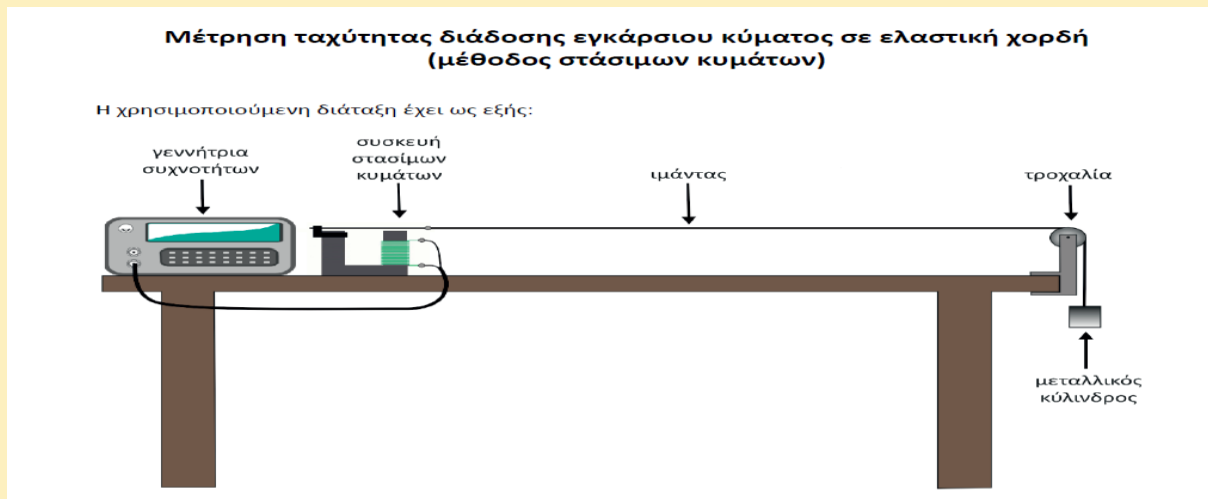 Μέτρηση ταχύτητας διάδοσης εγκάρσιου κύματος σε ελαστική χορδή
(μέθοδος στάσιμων κυμάτων)
Η χρησιμοποιούμενη διάταξη έχει ως εξής:
γεννήτρια
συχνοτήτων
συσκευή
στασίμων
κυμάτων
ιμάντας
τροχαλία
μεταλλικός
κύλινδρος